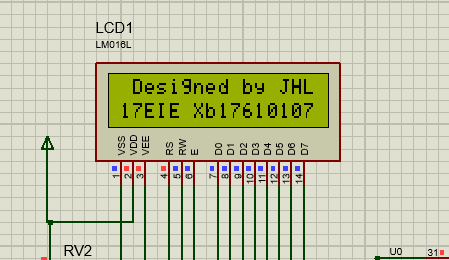 LCD1
LM016L
Designed by JHL
17EIE Xb17610107
VSS VDD VEE RS RW E D0 D1 D2 D3 D4 D5 D6 D7
1 2 3 4 5 6 7 8 9 10 11 12 13 14
RV2
U0 31